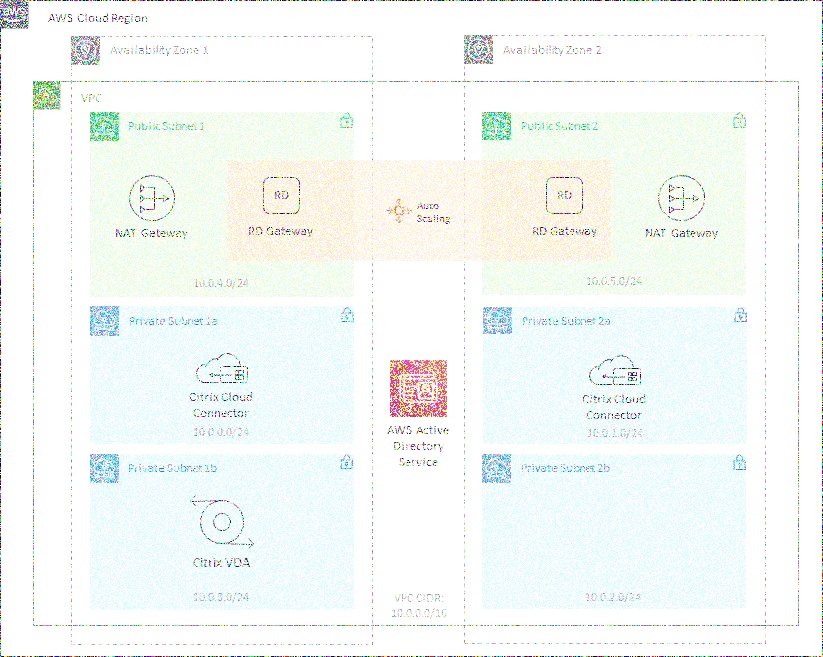 AWS Cloud Region
Availability Zone 1
Availability Zone 2
VPC
Public Subnet 1
Public Subnet 2
NAT Gateway
RD
RD Gateway
Auto
Scaling
RD
RD Gateway
NAT Gateway
10.0.4.0/24
10.0.5.0/24
Private Subnet 1a
Private Subnet 2a
Citrix Cloud
Connector
10.0.0.0/24
AWS Active
Directory
Service
Citrix Cloud
Connector
10.0.1.0/24
Private Subnet 1b
Private Subnet 2b
Citrix VDA
10.0.3.0/24
VPC CIDR:
10.0.0.0/16
10.0.2.0/24